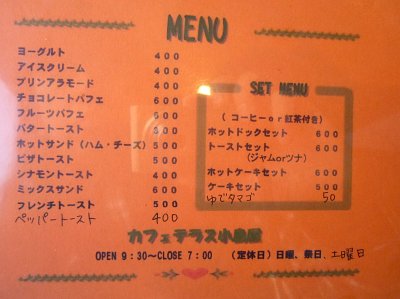 MENU
ヨーグルト 400
アイスクリーム 400
プリンアラモード 400
チョコレートパフェ 600
フルーツパフェ 600
バタートースト 300
ホットサンド（ハム・チーズ） 500
ピザトースト 500
シナモントースト 400
ミックスサンド 600
フレンチトースト 500
ペッパートースト 400
SET MENU
（コーヒーor紅茶付き）
ホットドックセット 600
トーストセット 600
（ジャムorツナ）
ホットケーキセット 600
ケーキセット 500
ゆでタマゴ 50
カフェテラス小鳥屋
OPEN 9：30～CLOSE 7：00 （定休日）日曜、祭日、土曜日